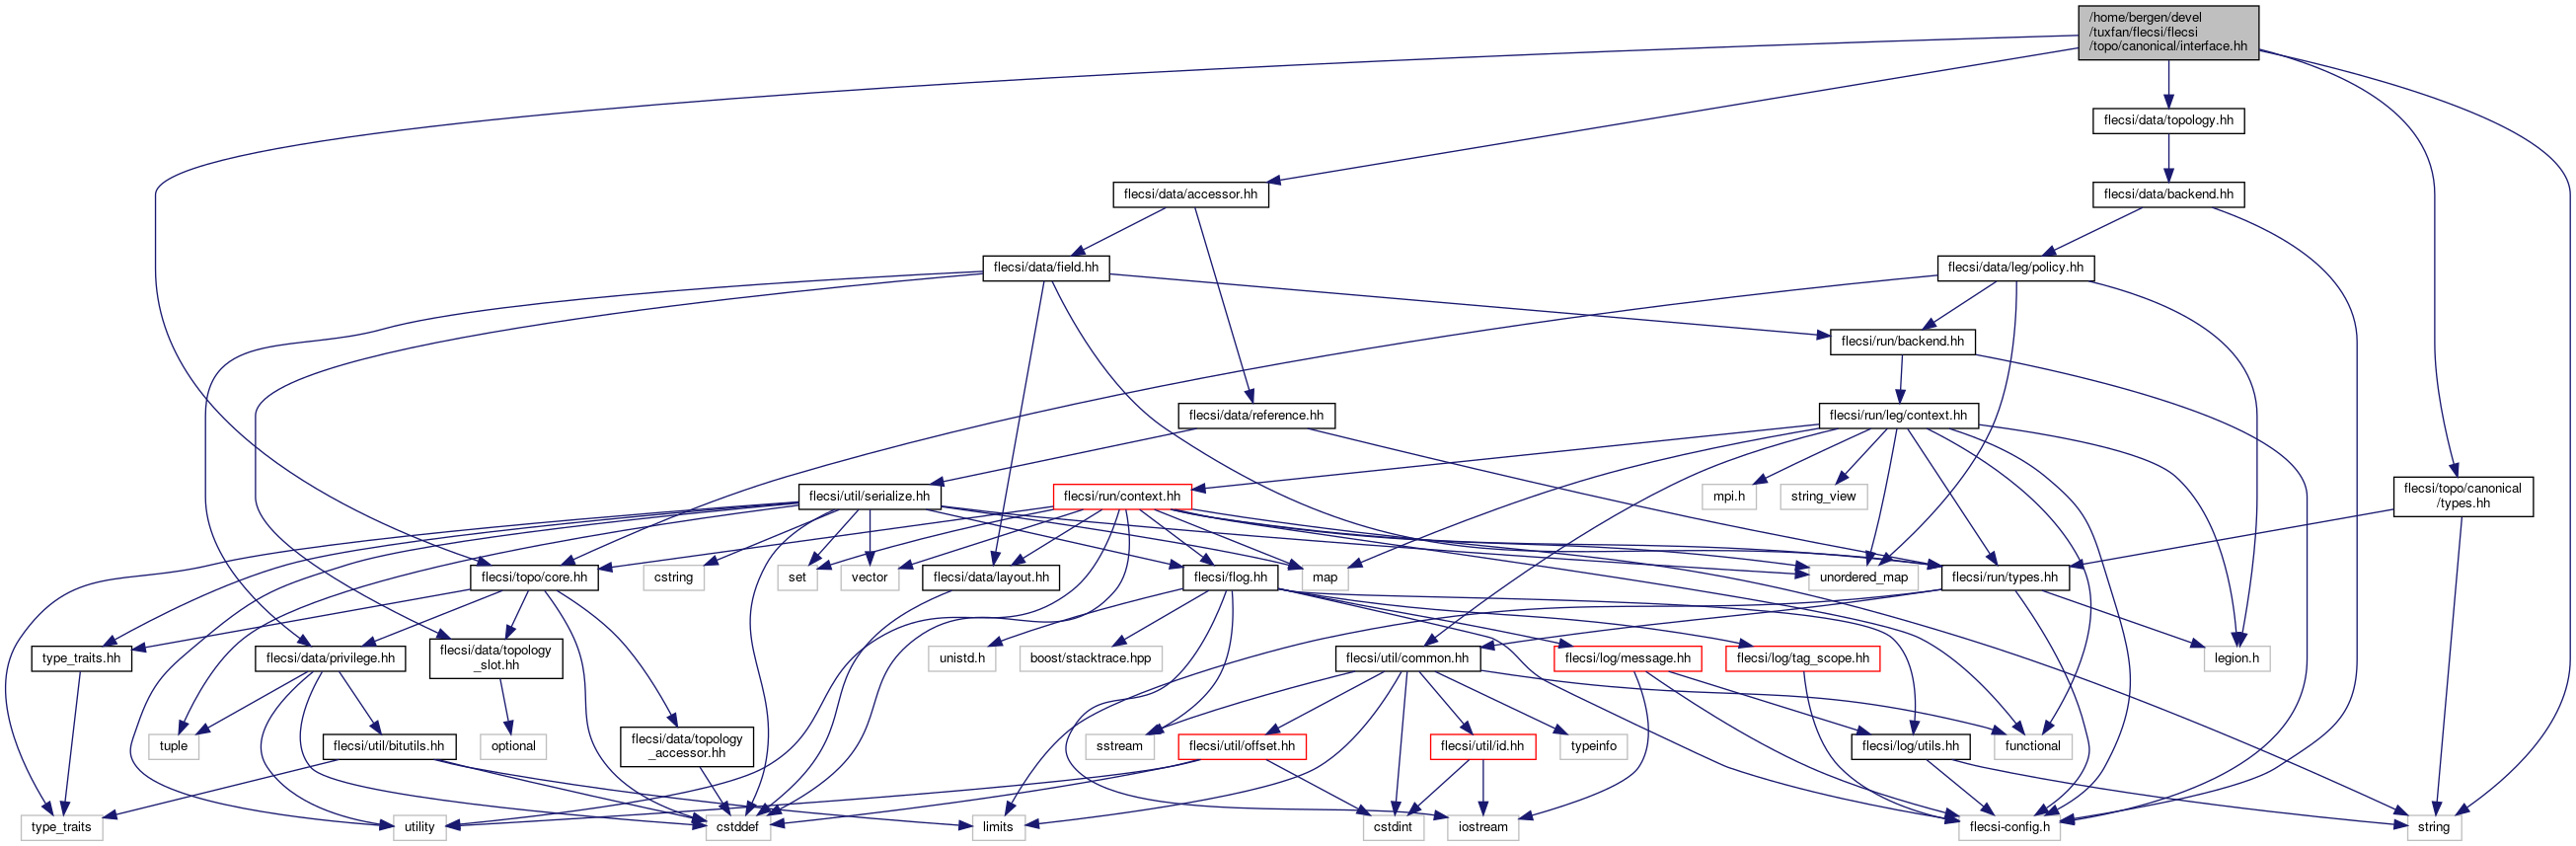 /home/bergen/devel
/tuxfan/flecsi/flecsi
/topo/canonical/interface.hh
flecsi/data/topology.hh
flecsi/data/accessor.hh
flecsi/data/backend.hh
flecsi/data/field.hh
flecsi/data/leg/policy.hh
flecsi/run/backend.hh
flecsi/data/reference.hh
flecsi/run/leg/context.hh
flecsi/util/serialize.hh
flecsi/run/context.hh
mpi.h
string_view
flecsi/topo/canonical
/types.hh
flecsi/topo/core.hh
cstring
set
vector
flecsi/data/layout.hh
flecsi/flog.hh
map
unordered_map
flecsi/run/types.hh
type_traits.hh
flecsi/data/privilege.hh
flecsi/data/topology
_slot.hh
unistd.h
boost/stacktrace.hpp
flecsi/util/common.hh
flecsi/log/message.hh
flecsi/log/tag_scope.hh
legion.h
tuple
flecsi/util/bitutils.hh
optional
flecsi/data/topology
_accessor.hh
sstream
flecsi/util/offset.hh
flecsi/util/id.hh
typeinfo
flecsi/log/utils.hh
functional
type_traits
utility
cstddef
limits
cstdint
iostream
flecsi-config.h
string